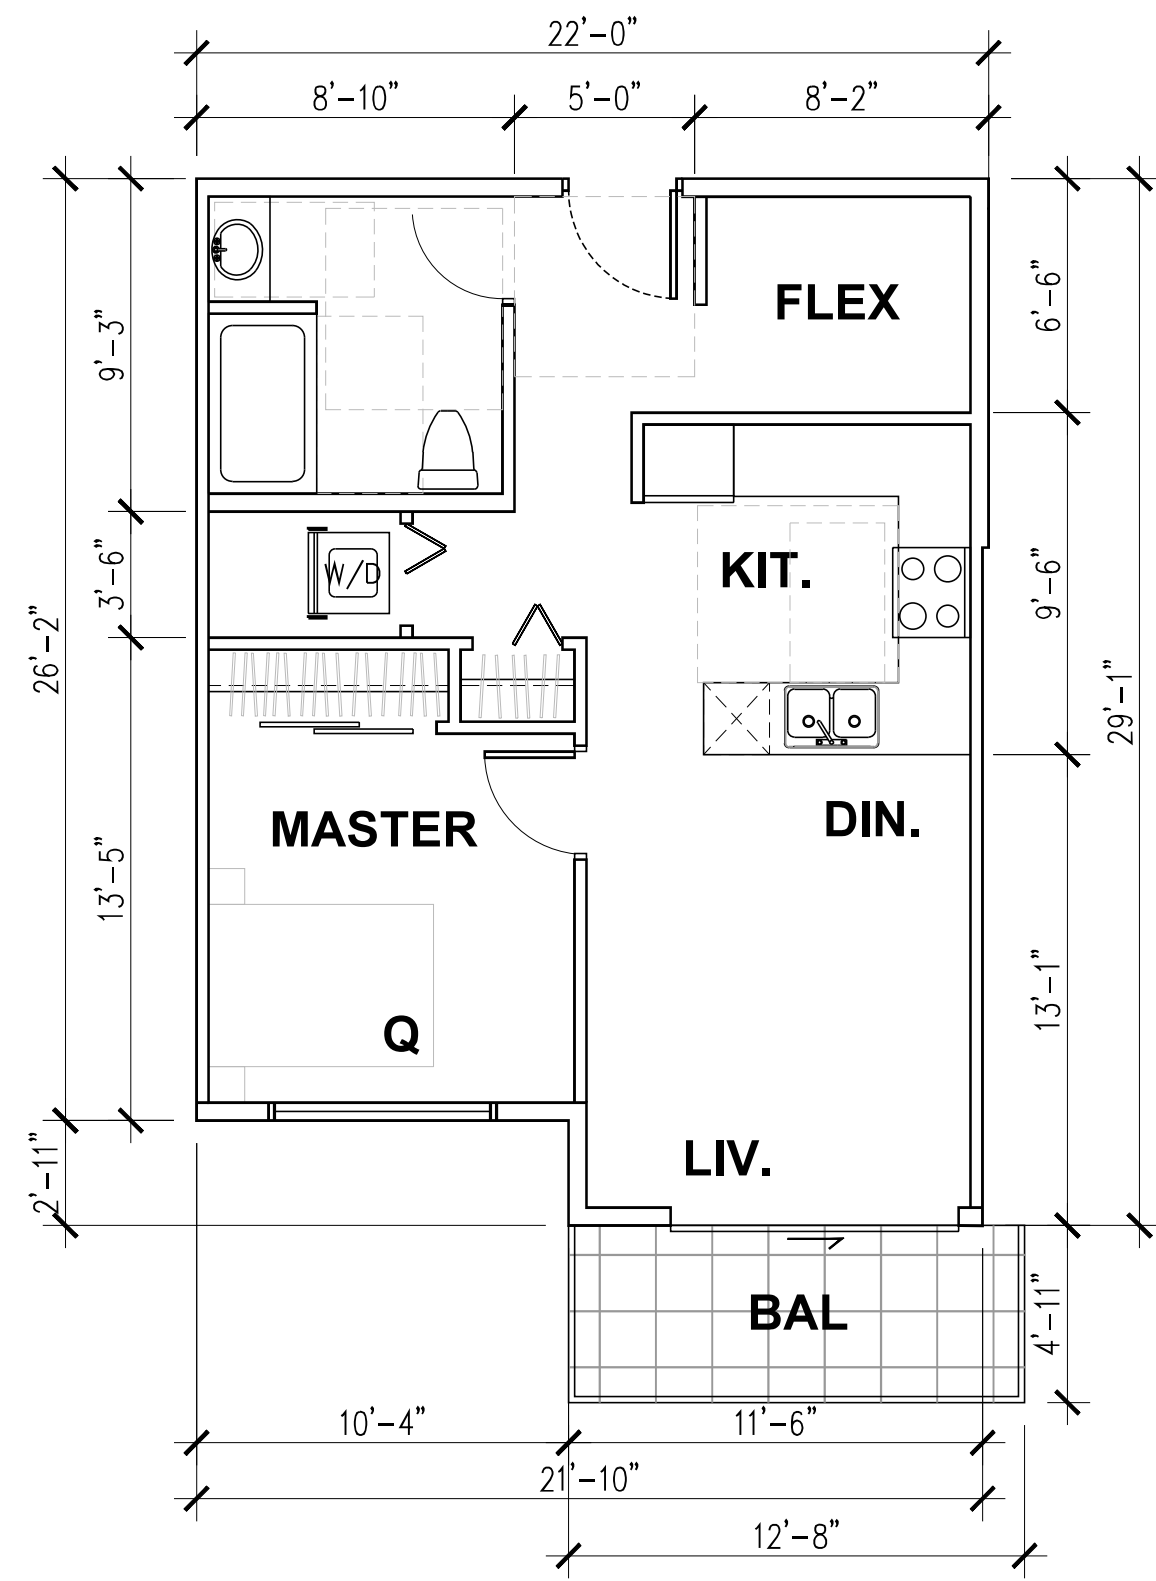 22'-0"
8'-10" 5'-0" 8'-2"
FLEX
6'-6"
9'-3"
KIT.
W/D
3'-6"
9'-6"
26'-2"
29'-1"
DIN.
MASTER
13'-5"
13'-1"
Q
LIV.
2'-11"
BAL
4'-11"
10'-4" 11'-6"
21'-10"
12'-8"